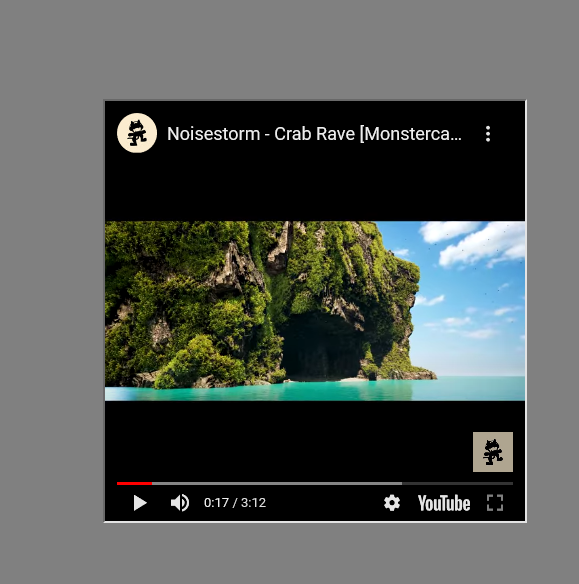 Noisestorm - Crab Rave [Monsterca...
0:17 / 3:12
YouTube